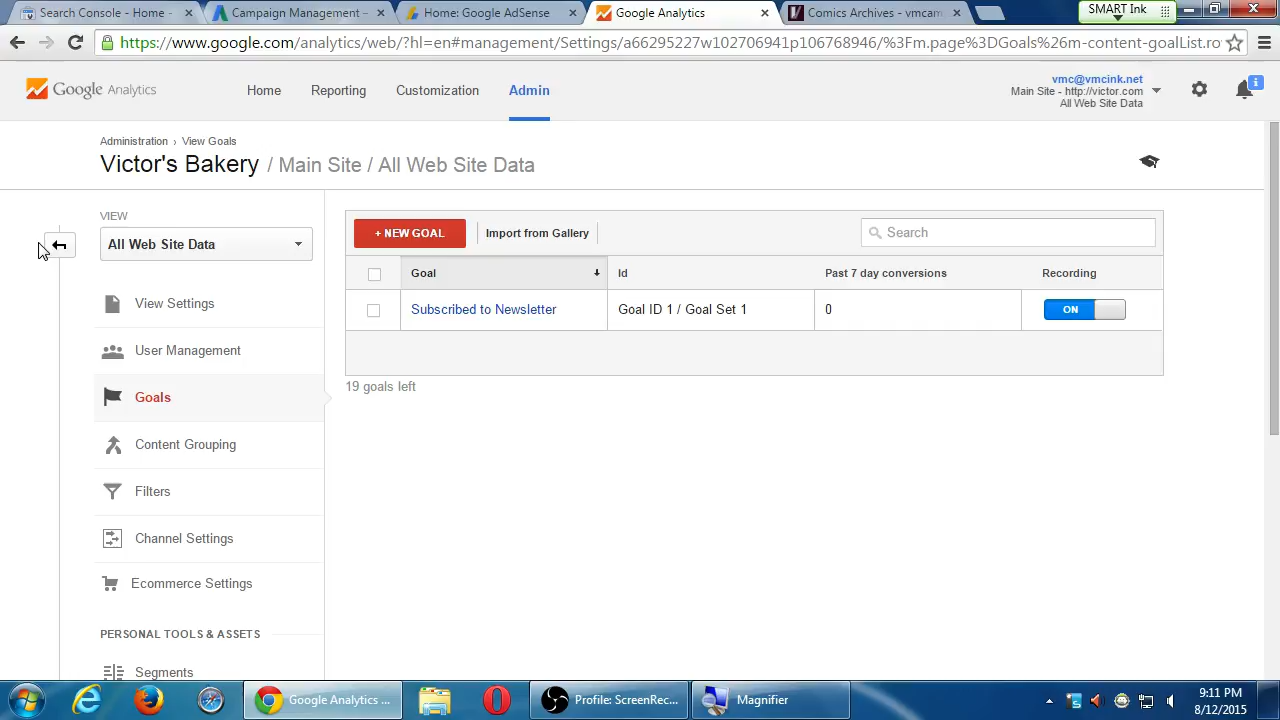 Search Console - Home
Campaign Management -
Home: Google AdSense
Google Analytics
Comics Archives - vmcam
SMART Ink
https://www.google.com/analytics/web/?hl=en#management/Settings/a66295227w102706941p106768946/%3Fm.page%3DGoals%26m-content-goalList.ro
Google Analytics
Home
Reporting
Customization
Admin
vmc@vmcink.net
Main Site - http://victor.com
All Web Site Data
i
Administration › View Goals
Victor's Bakery / Main Site / All Web Site Data
VIEW
All Web Site Data
View Settings
User Management
Goals
Content Grouping
Filters
Channel Settings
Ecommerce Settings
PERSONAL TOOLS & ASSETS
Segments
+ NEW GOAL
Import from Gallery
Search
Goal
Id
Past 7 day conversions
Recording
Subscribed to Newsletter
Goal ID 1 / Goal Set 1
0
ON
19 goals left
Google Analytics ...
Profile: ScreenRec...
Magnifier
9:11 PM
8/12/2015